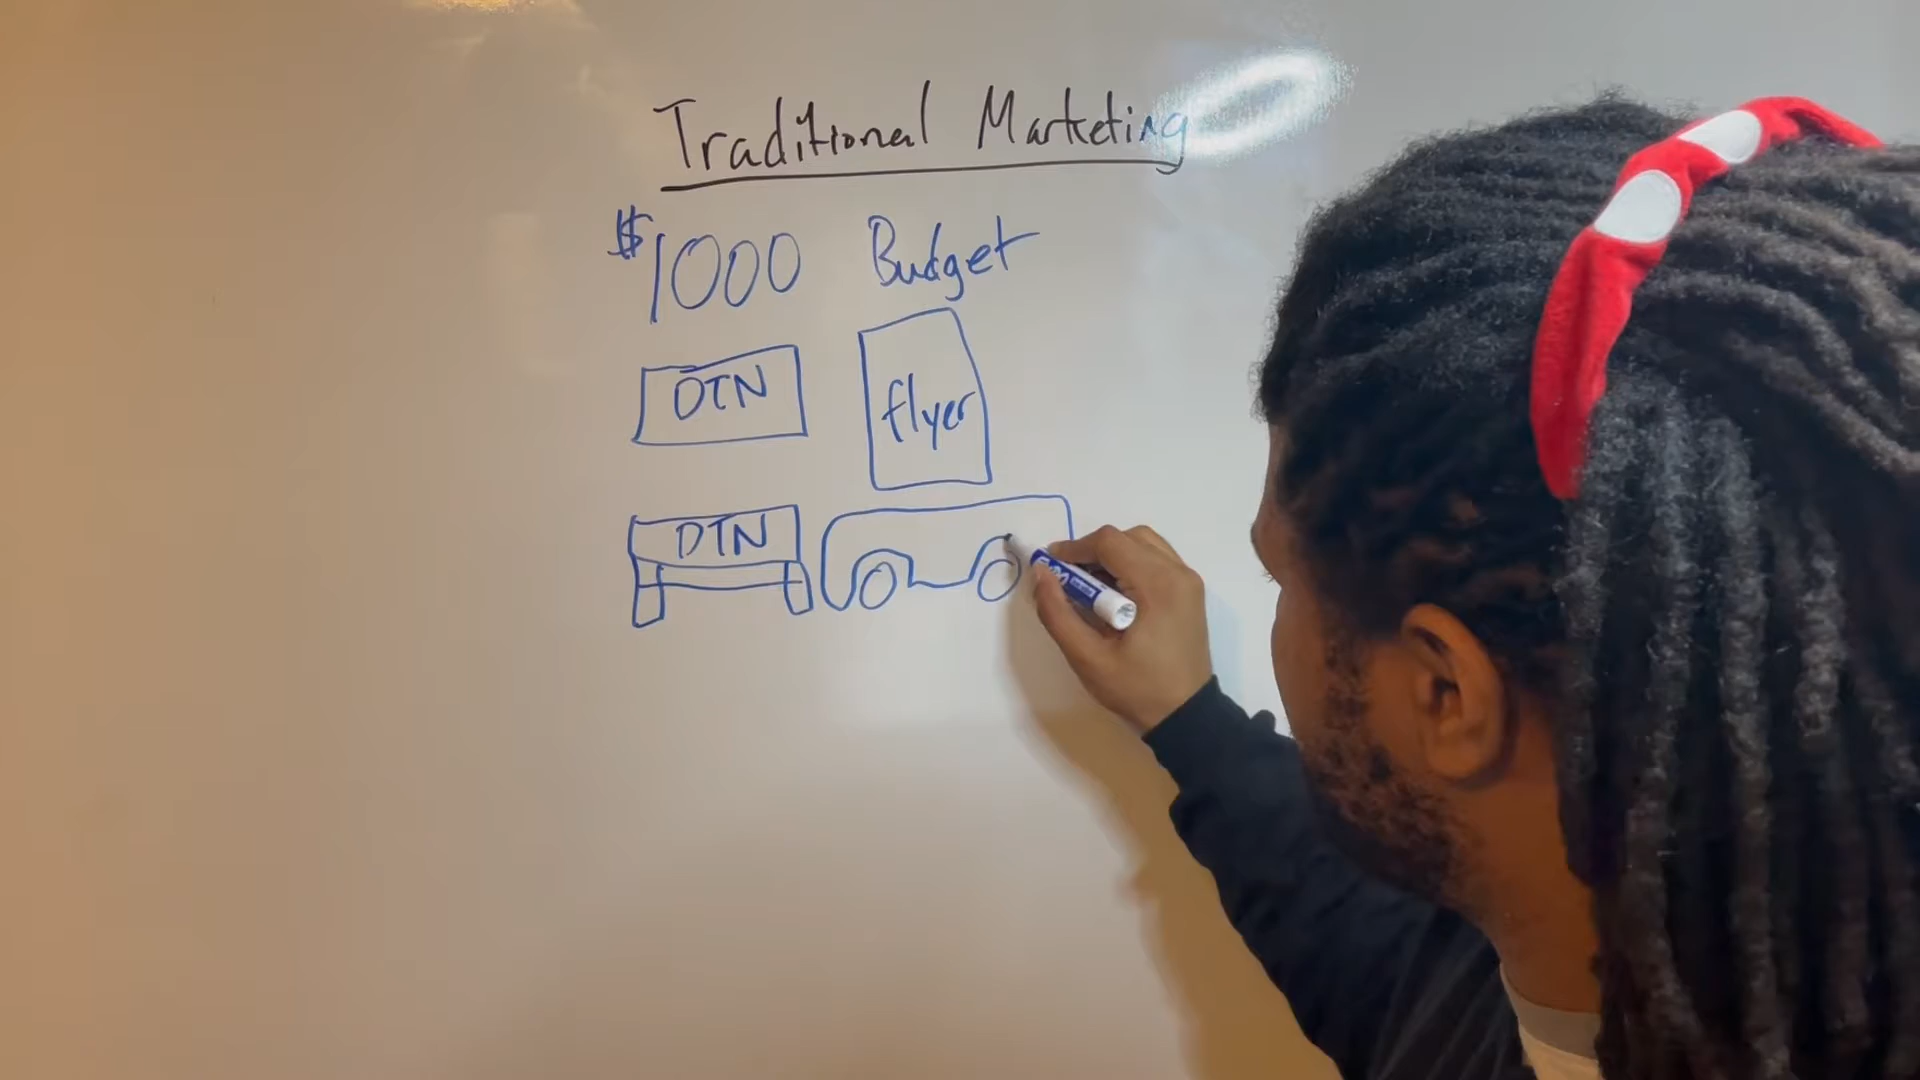 Traditional Marketing
$1000 Budget
DTN
flyer
DTN